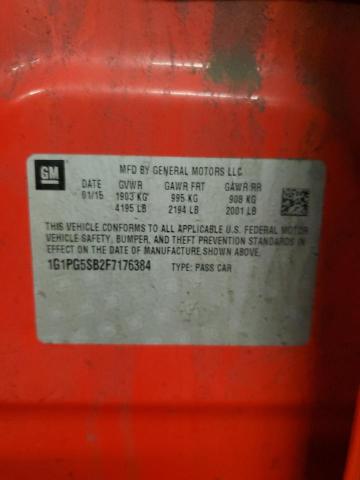 GM
MFD BY GENERAL MOTORS LLC
DATE GVWR GAWR FRT GAWR RR
01/15 1903 KG 995 KG 908 KG
4195 LB 2194 LB 2001 LB
THIS VEHICLE CONFORMS TO ALL APPLICABLE U.S. FEDERAL MOTOR
VEHICLE SAFETY, BUMPER, AND THEFT PREVENTION STANDARDS IN
EFFECT ON THE DATE OF MANUFACTURE SHOWN ABOVE.
1G1PG5SB2F7176384 TYPE: PASS CAR